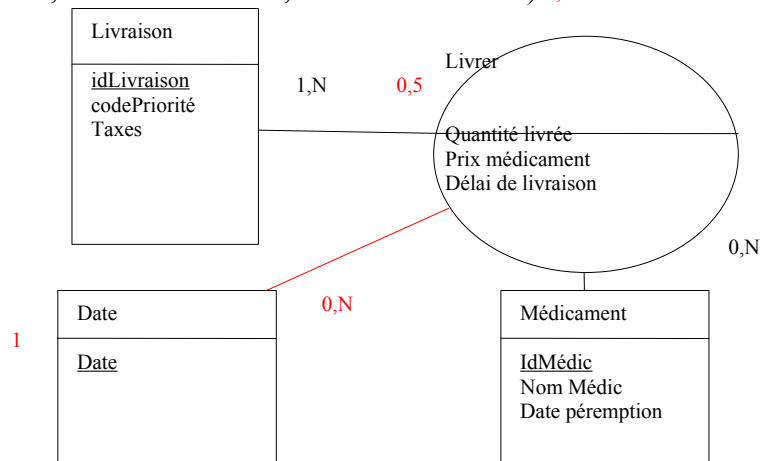 Livraison
idLivraison
codePriorité
Taxes
1,N
0,5
Livrer
Quantité livrée
Prix médicament
Délai de livraison
0,N
0,N
1
Date
Date
Médicament
IdMédic
Nom Médic
Date péremption